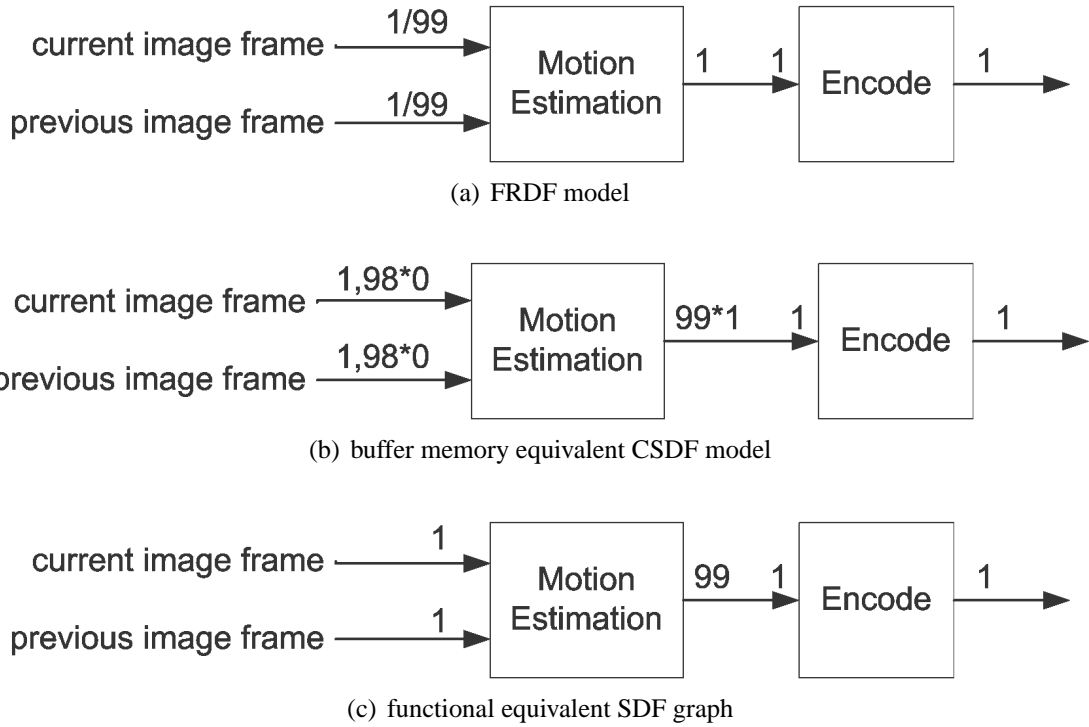 1/99
current image frame
Motion
Estimation
1
1
Encode
1
1/99
previous image frame
(a) FRDF model
1,98*0
current image frame
Motion
Estimation
99*1
1
Encode
1
1,98*0
previous image frame
(b) buffer memory equivalent CSDF model
1
current image frame
Motion
Estimation
99
1
Encode
1
1
previous image frame
(c) functional equivalent SDF graph